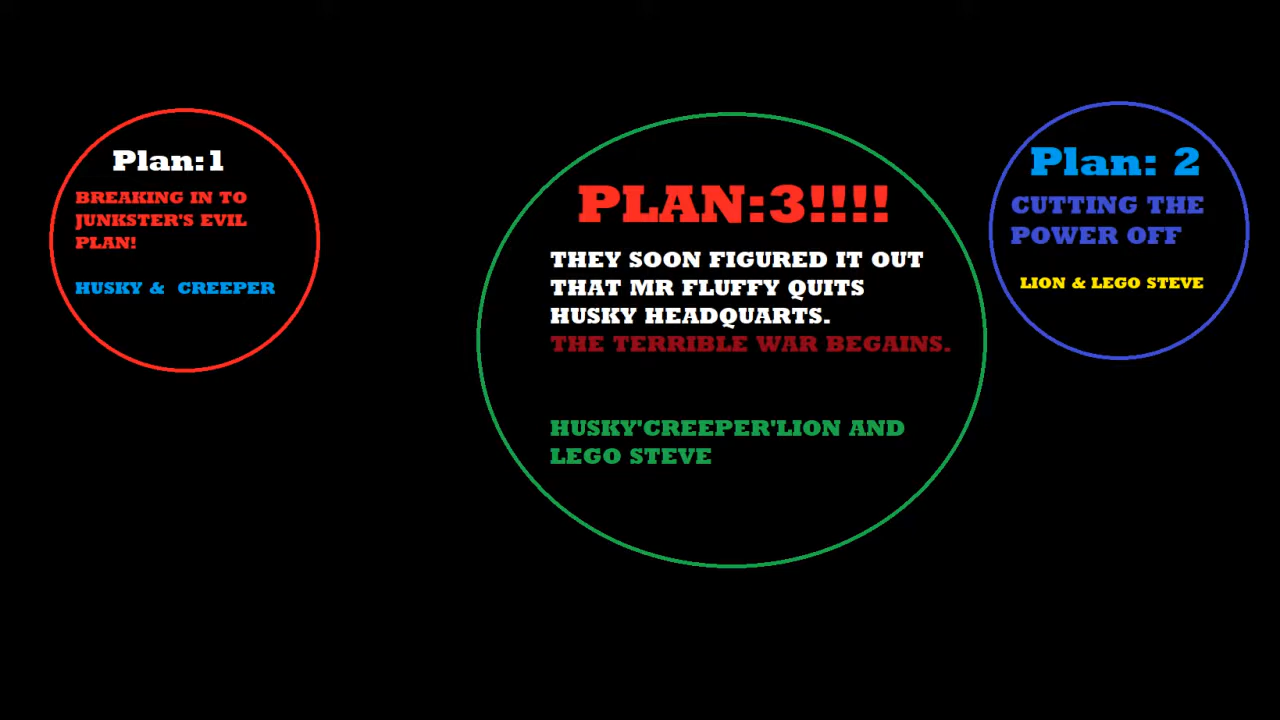 Plan:1
BREAKING IN TO
JUNKSTER'S EVIL
PLAN!
HUSKY & CREEPER
PLAN:3!!!!
THEY SOON FIGURED IT OUT
THAT MR FLUFFY QUITS
HUSKY HEADQUARTS.
THE TERRIBLE WAR BEGAINS.
HUSKY'CREEPER'LION AND
LEGO STEVE
Plan: 2
CUTTING THE
POWER OFF
LION & LEGO STEVE